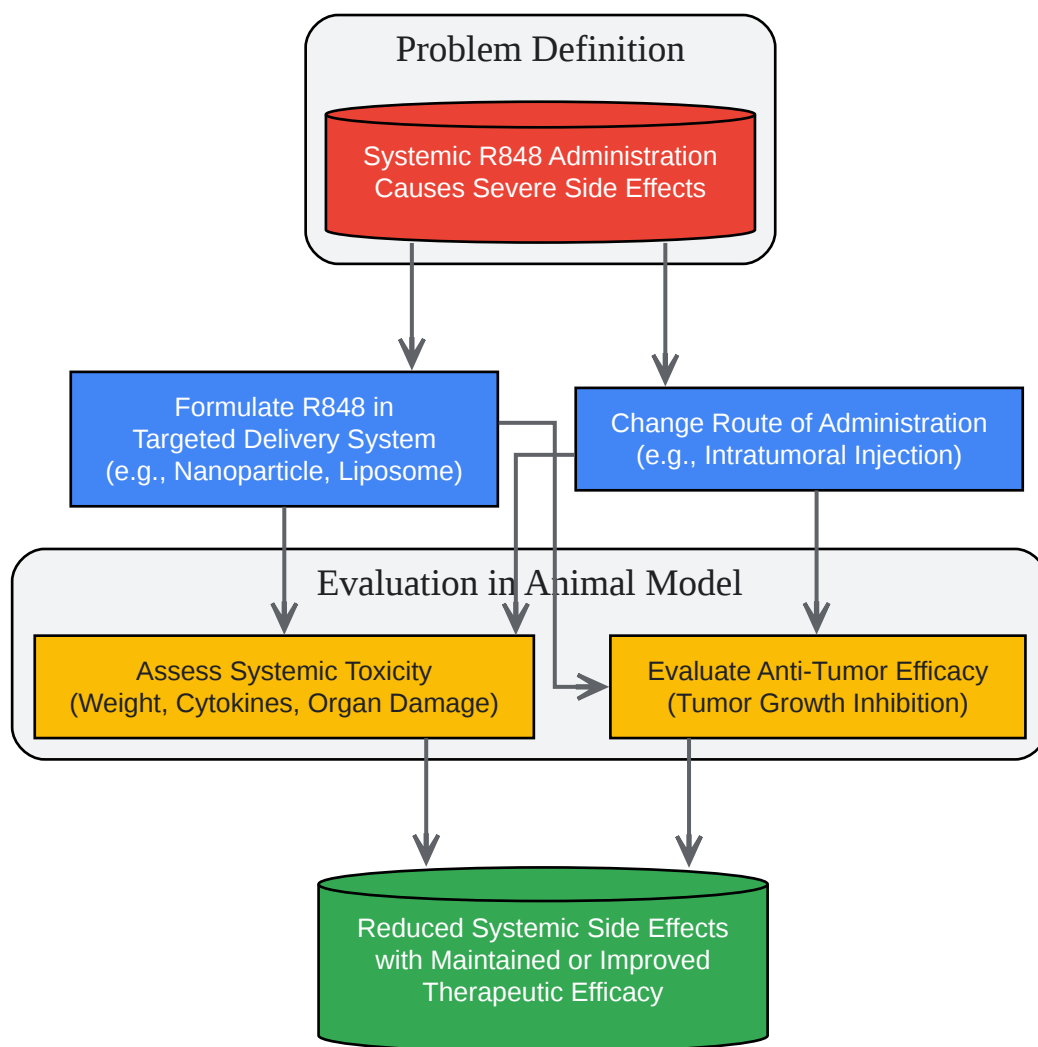 Problem Definition
Systemic R848 Administration
Causes Severe Side Effects
Formulate R848 in
Targeted Delivery System
(e.g., Nanoparticle, Liposome)
Change Route of Administration
(e.g., Intratumoral Injection)
Evaluation in Animal Model
Assess Systemic Toxicity
(Weight, Cytokines, Organ Damage)
Evaluate Anti-Tumor Efficacy
(Tumor Growth Inhibition)
Reduced Systemic Side Effects
with Maintained or Improved
Therapeutic Efficacy